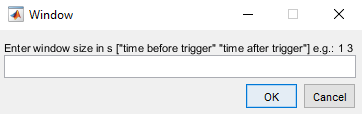 Window
Enter window size in s ["time before trigger" "time after trigger"] e.g.: 1 3
OK
Cancel